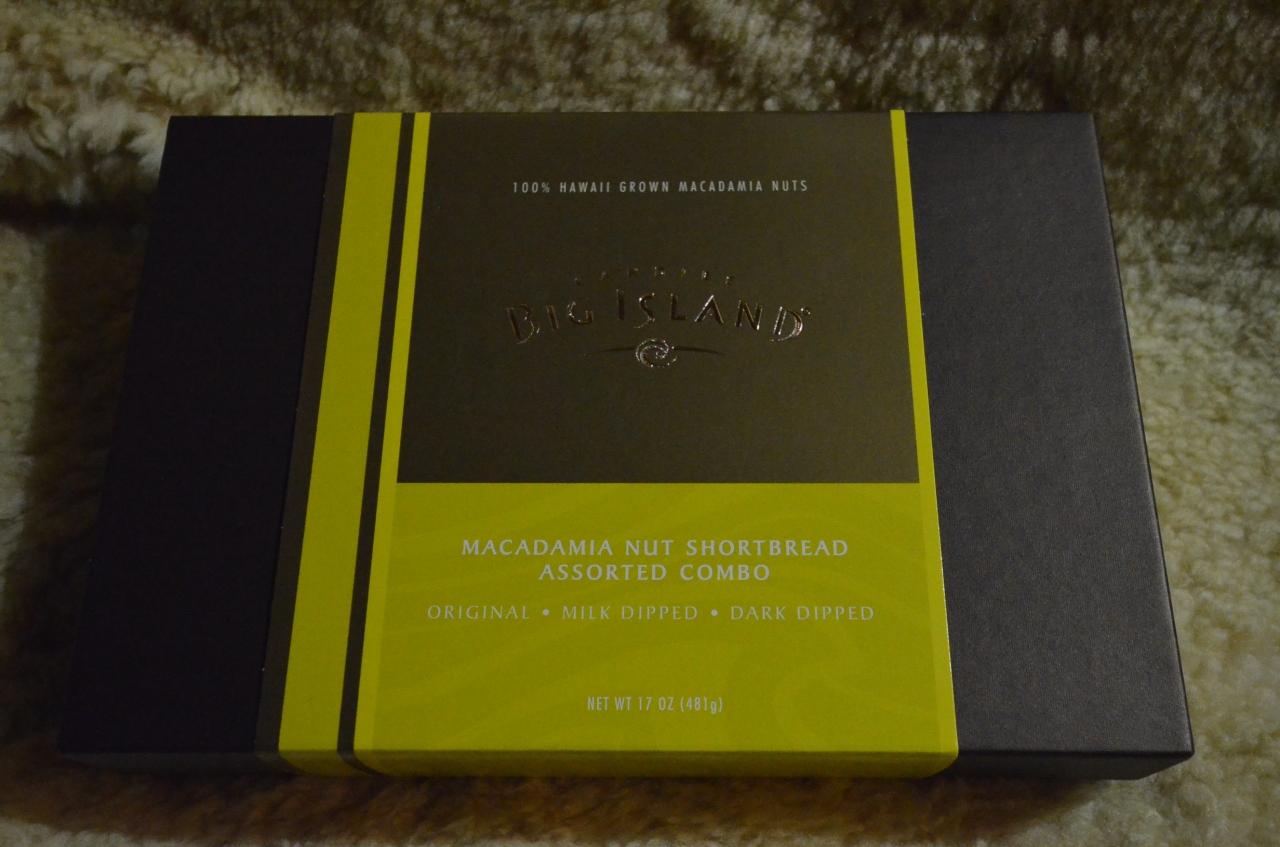 100% HAWAII GROWN MACADAMIA NUTS
BIG ISLAND®
MACADAMIA NUT SHORTBREAD
ASSORTED COMBO
ORIGINAL • MILK DIPPED • DARK DIPPED
NET WT 17 OZ (481g)